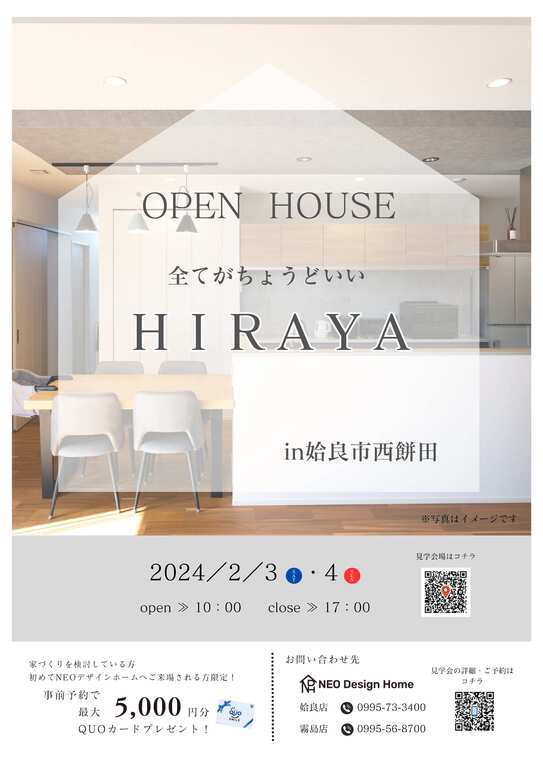 OPEN HOUSE
全てがちょうどいい
HIRAYA
in姶良市西餅田
※写真はイメージです
2024/2/3 ・4
open ≫ 10:00 close ≫ 17:00
見学会場はコチラ
家づくりを検討している方
初めてNEOデザインホームへご来場される方限定!
事前予約で
最大 5,000 円分
QUOカードプレゼント!
QUO
お問い合わせ先
NEO Design Home
姶良店 0995-73-3400
霧島店 0995-56-8700
見学会の詳細・ご予約は
コチラ